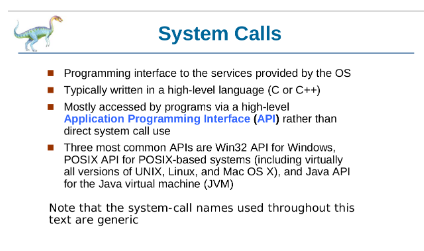 System Calls
Programming interface to the services provided by the OS
Typically written in a high-level language (C or C++)
Mostly accessed by programs via a high-level
Application Programming Interface (API) rather than
direct system call use
Three most common APIs are Win32 API for Windows,
POSIX API for POSIX-based systems (including virtually
all versions of UNIX, Linux, and Mac OS X), and Java API
for the Java virtual machine (JVM)
Note that the system-call names used throughout this
text are generic